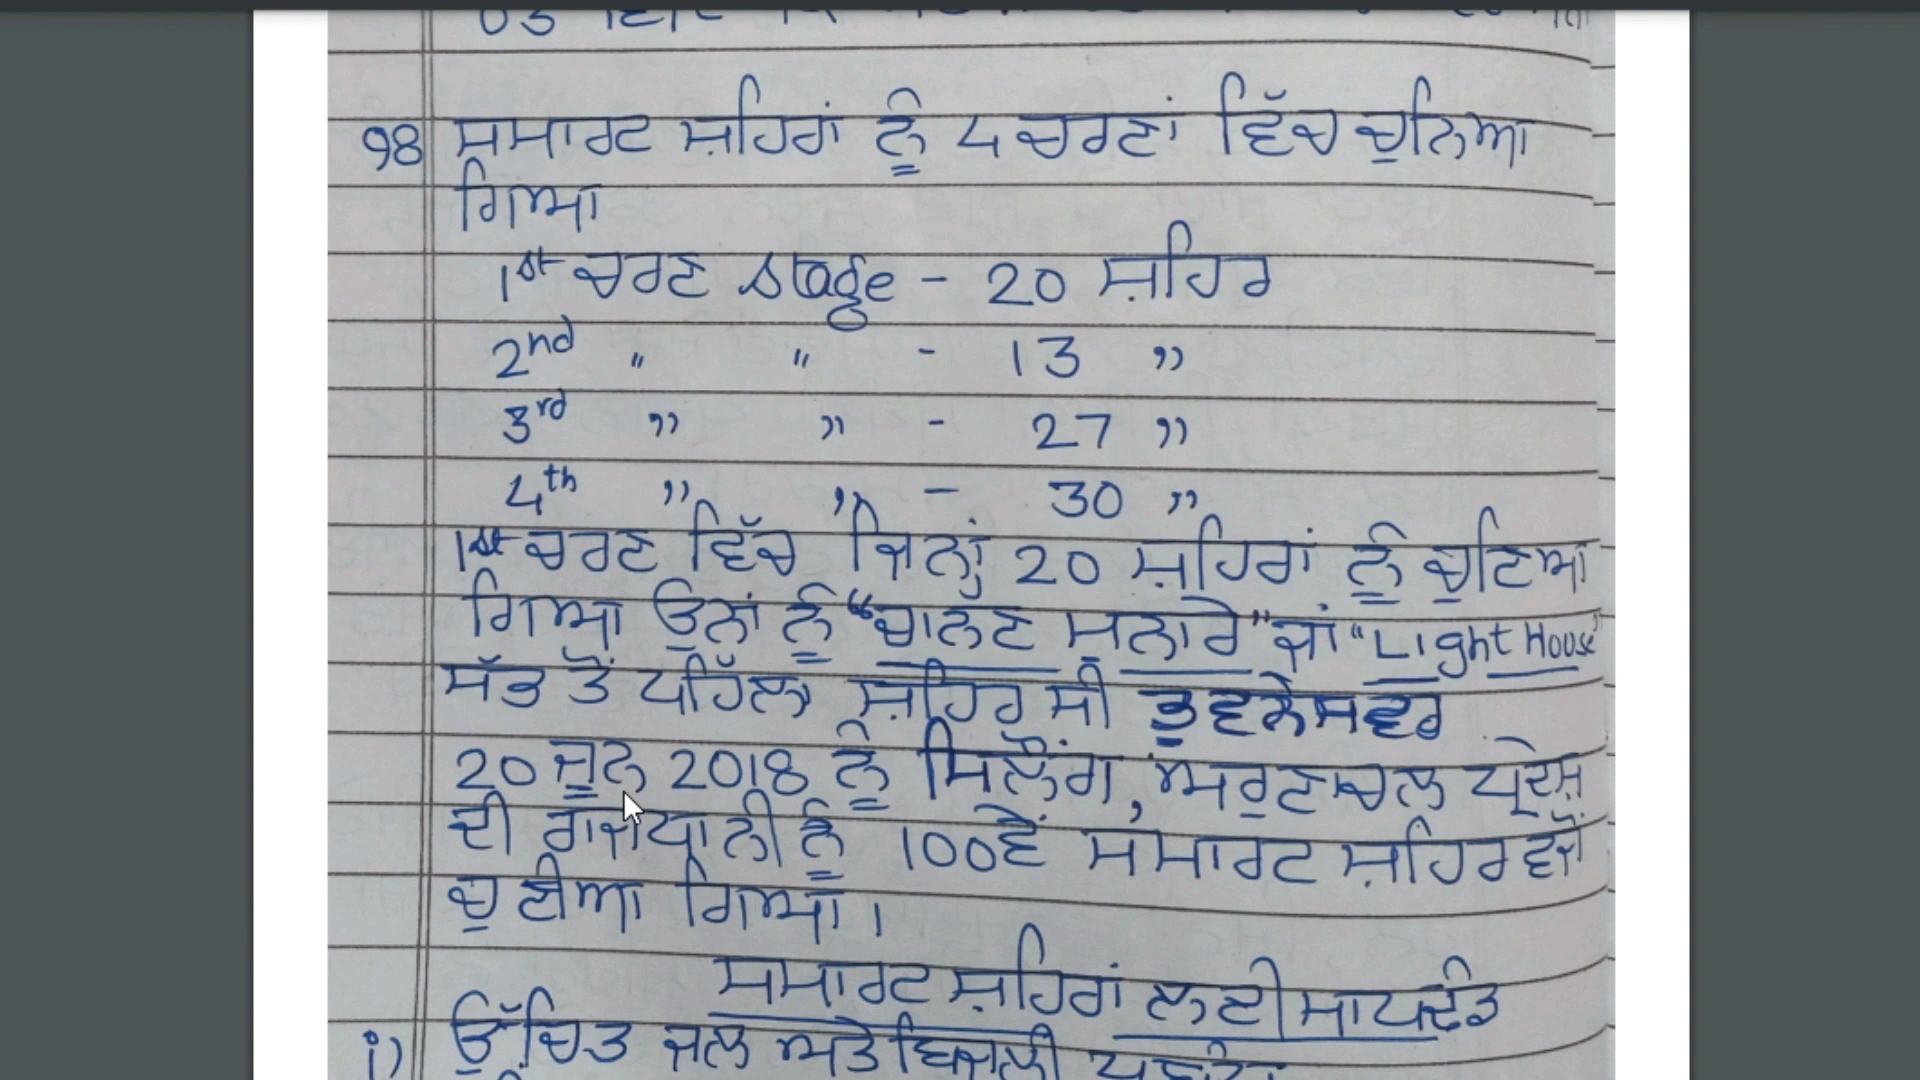 98 ਸਮਾਰਟ ਸ਼ਹਿਰਾਂ ਨੂੰ 4 ਚਰਣਾਂ ਵਿੱਚ ਚੁਨਿਆ
ਗਿਆ
1st ਚਰਣ Stage - 20 ਸ਼ਹਿਰ
2nd " " - 13 "
3rd " " - 27 "
4th " " - 30 "
1st ਚਰਣ ਵਿੱਚ ਜਿਨ੍ਹਾਂ 20 ਸ਼ਹਿਰਾਂ ਨੂੰ ਚੁਣਿਆ
ਗਿਆ ਉਨਾਂ ਨੂੰ "ਚਾਨਣ ਮੁਨਾਰੇ" ਜਾਂ "Light House"
ਸੱਭ ਤੋਂ ਪਹਿਲਾ ਸ਼ਹਿਰ ਸੀ ਭੁਵਨੇਸਵਰ
20 ਜੂਨ 2018 ਨੂੰ ਸਿਲੌਂਗ, ਅਰੁਣਾਚਲ ਪ੍ਰਦੇਸ਼
ਦੀ ਰਾਜਧਾਨੀ ਨੂੰ 100ਵੇਂ ਸਮਾਰਟ ਸ਼ਹਿਰ ਵਜੋਂ
ਚੁਣੀਆ ਗਿਆ।
ਸਮਾਰਟ ਸ਼ਹਿਰਾਂ ਲਈ ਮਾਪਦੰਡ
i) ਉੱਚਿਤ ਜਲ ਅਤੇ ਬਿਜਲੀ